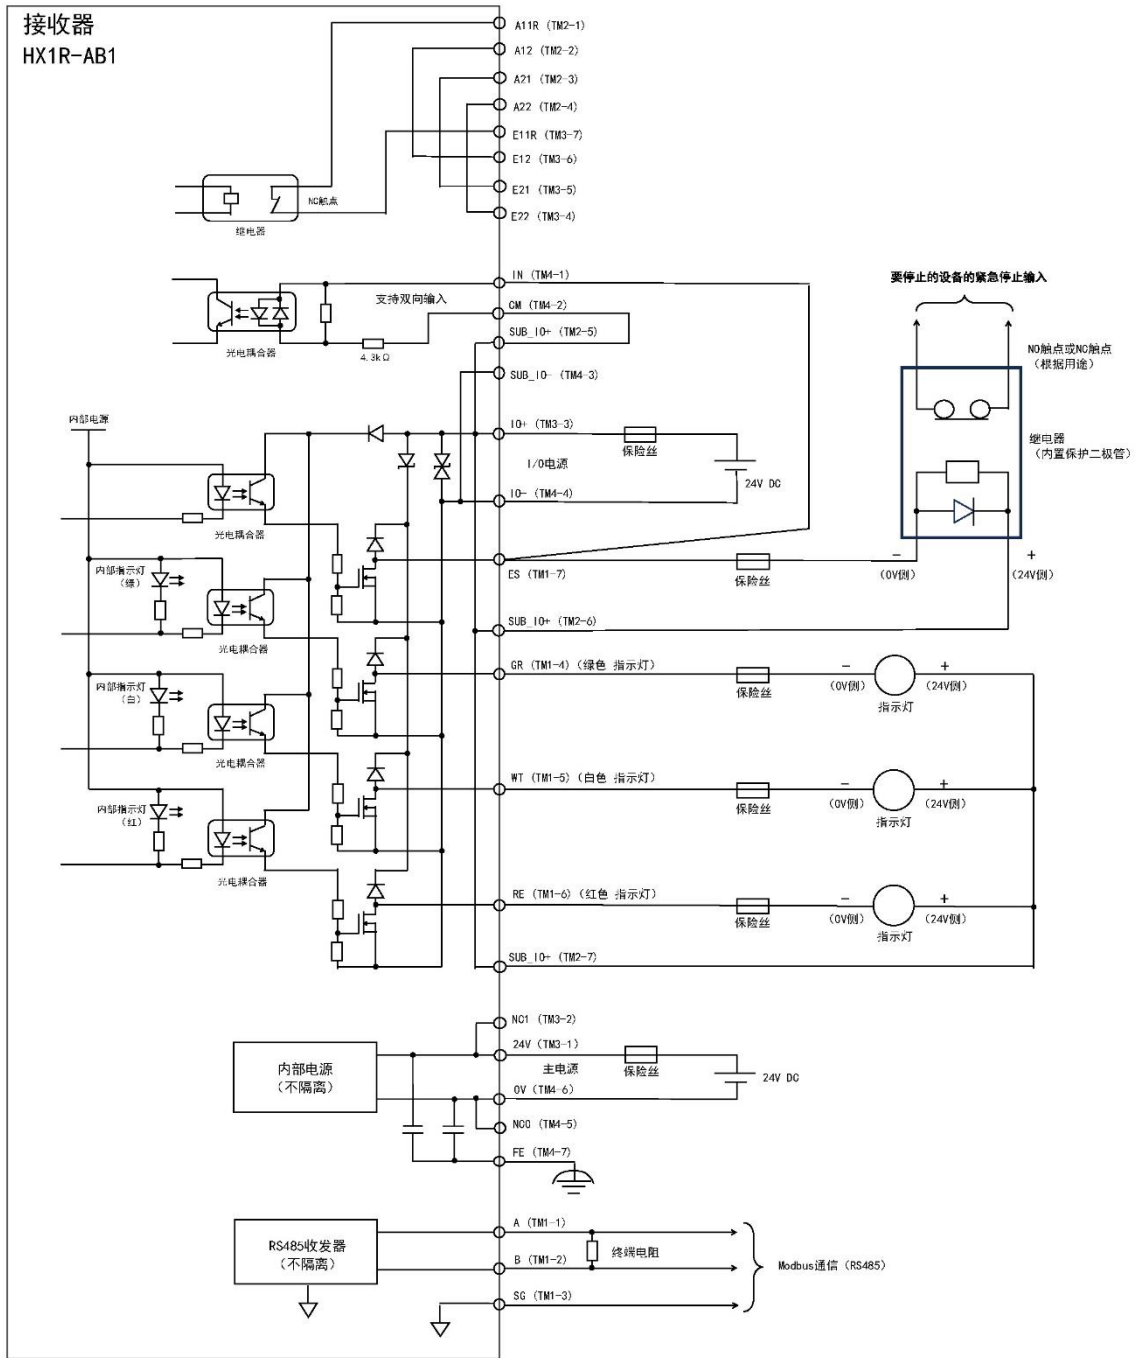 接收器
HX1R-AB1
A11R (TM2-1)
A12 (TM2-2)
A21 (TM2-3)
A22 (TM2-4)
E11R (TM3-7)
E12 (TM3-6)
E21 (TM3-5)
E22 (TM3-4)
NC触点
继电器
IN (TM4-1)
支持双向输入
CM (TM4-2)
SUB_IO+ (TM2-5)
4.3kΩ
光电耦合器
SUB_IO- (TM4-3)
要停止的设备的紧急停止输入
NO触点或NC触点
(根据用途)
继电器
(内置保护二极管)
内部电源
IO+ (TM3-3)
保险丝
I/O电源
24V DC
IO- (TM4-4)
光电耦合器
内部指示灯
(绿)
ES (TM1-7)
保险丝
−
(0V侧)
+
(24V侧)
SUB_IO+ (TM2-6)
光电耦合器
GR (TM1-4) (绿色 指示灯)
保险丝
−
(0V侧)
+
(24V侧)
指示灯
内部指示灯
(白)
光电耦合器
WT (TM1-5) (白色 指示灯)
保险丝
−
(0V侧)
+
(24V侧)
指示灯
内部指示灯
(红)
光电耦合器
RE (TM1-6) (红色 指示灯)
保险丝
−
(0V侧)
+
(24V侧)
指示灯
SUB_IO+ (TM2-7)
NC1 (TM3-2)
24V (TM3-1)
内部电源
(不隔离)
主电源
保险丝
24V DC
0V (TM4-6)
NC0 (TM4-5)
FE (TM4-7)
A (TM1-1)
RS485收发器
(不隔离)
终端电阻
B (TM1-2)
Modbus通信 (RS485)
SG (TM1-3)